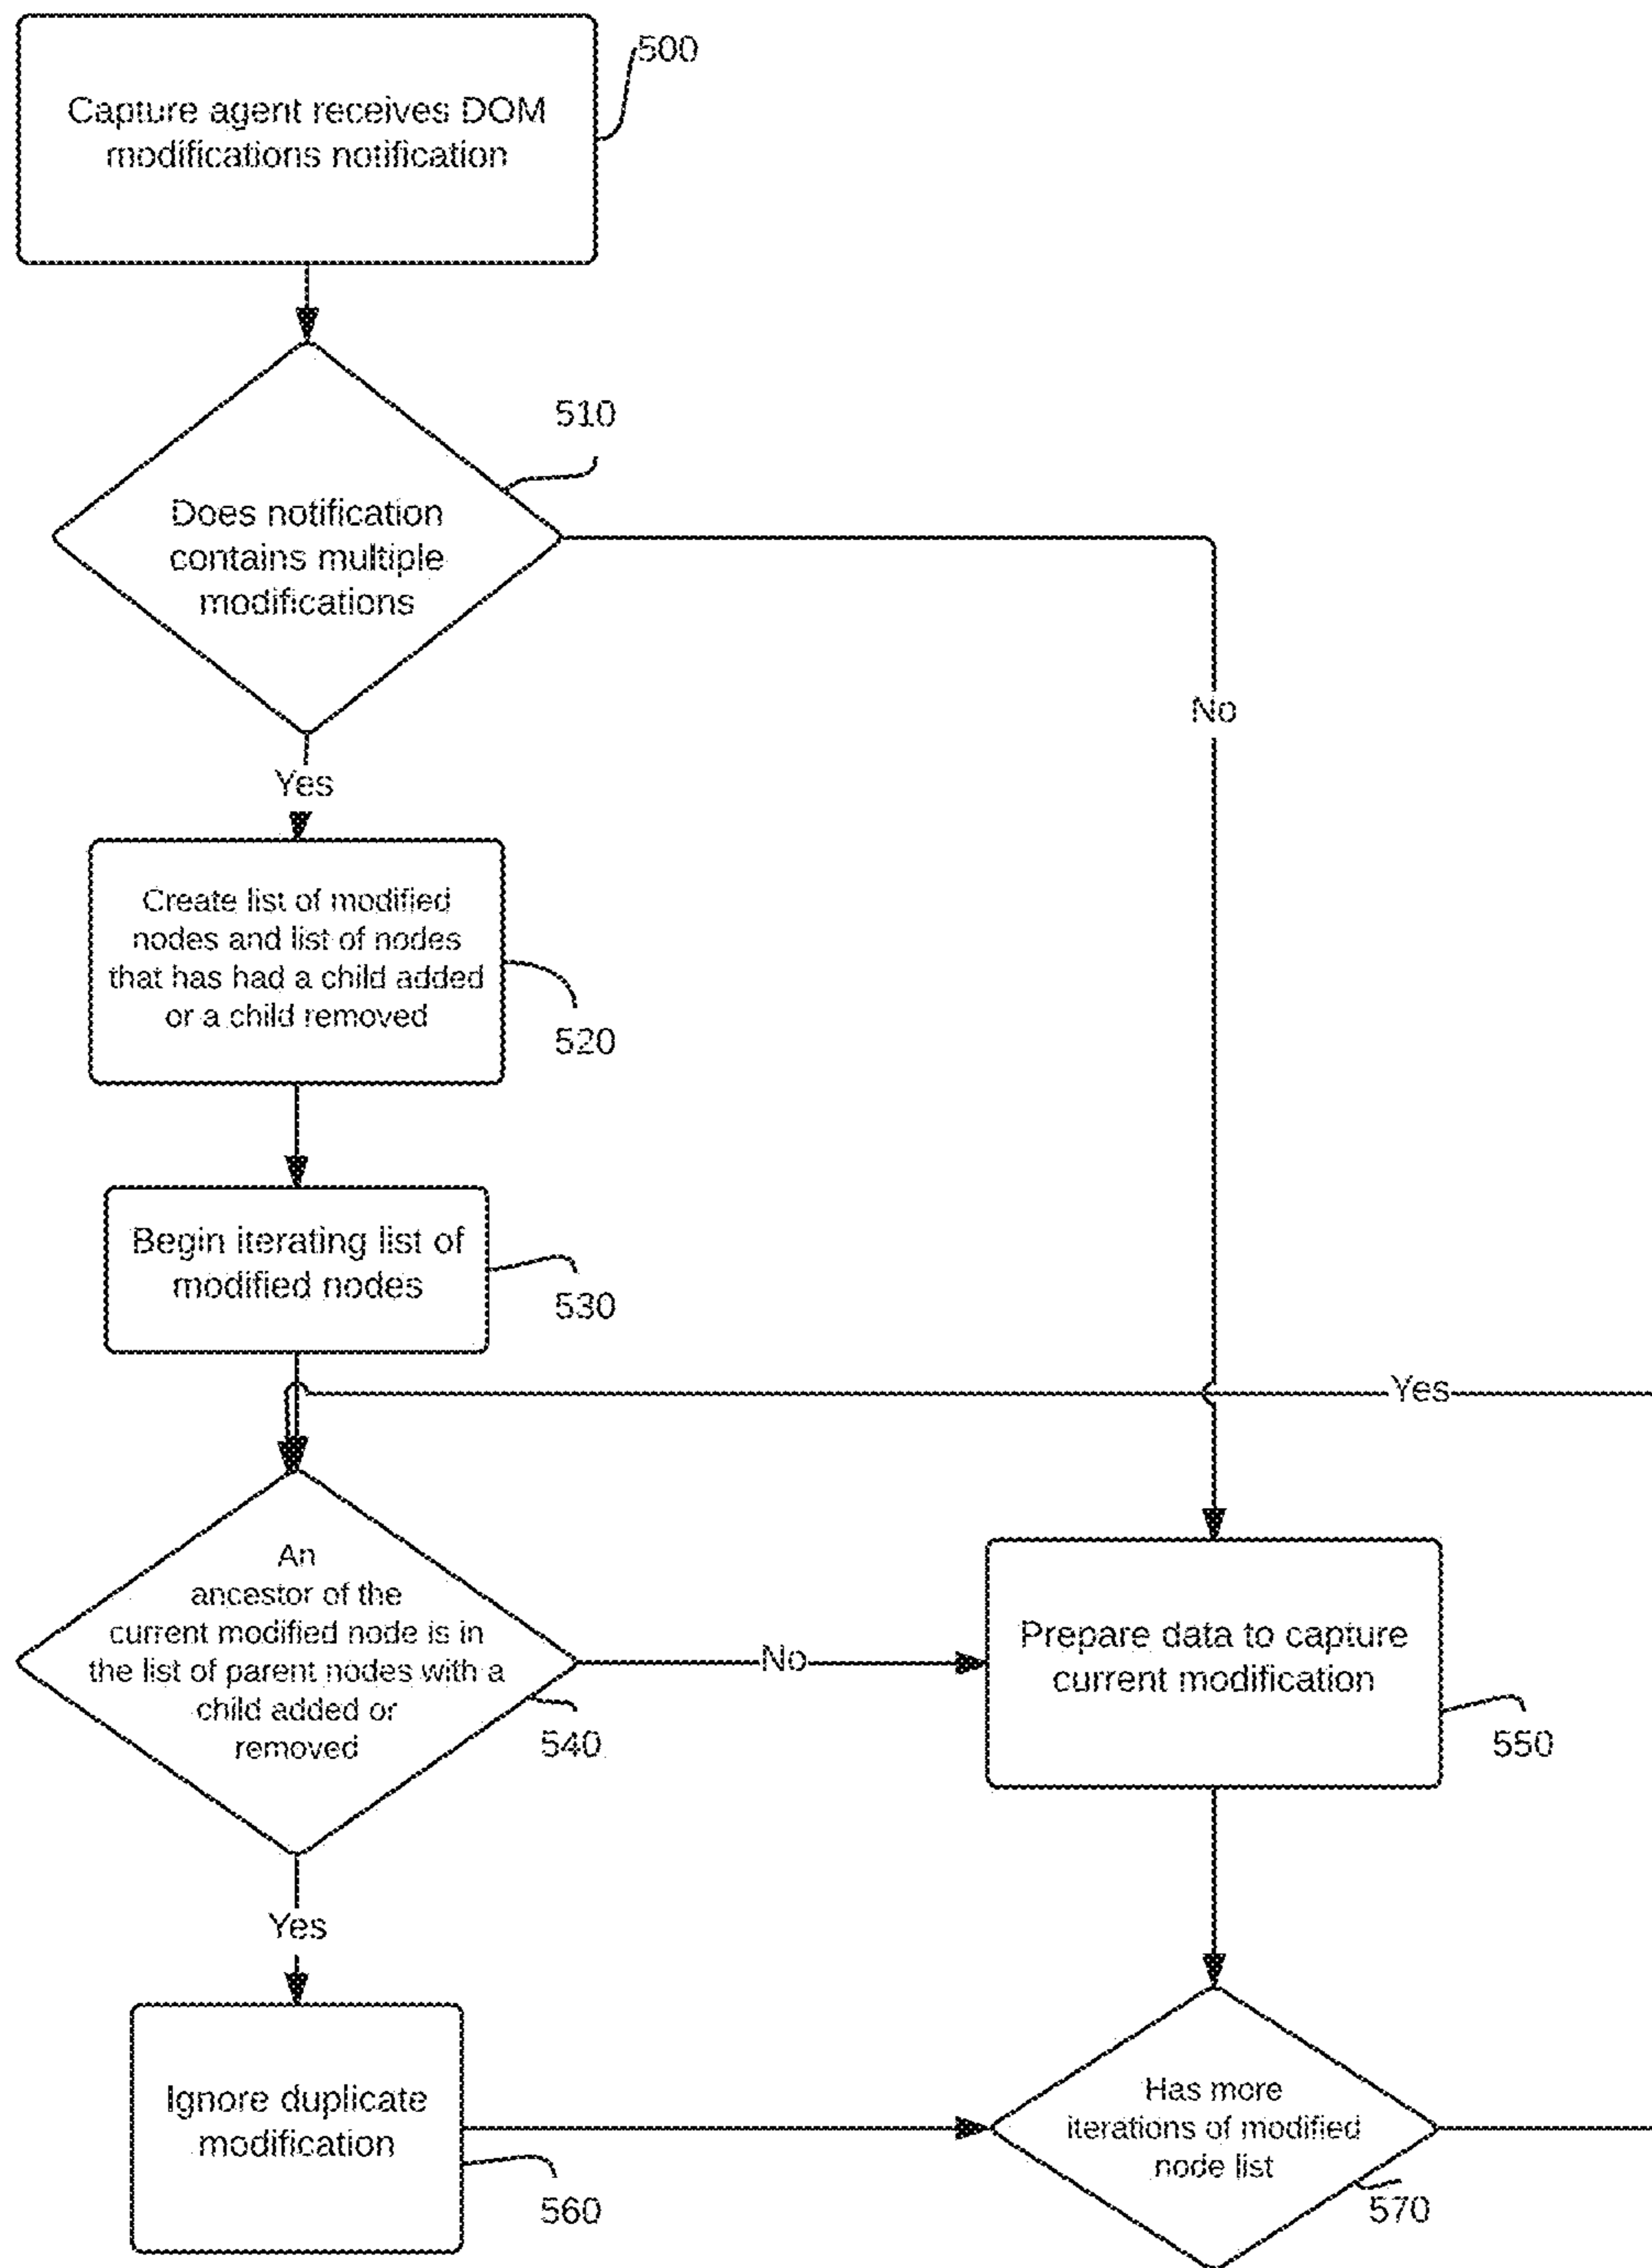 500
Capture agent receives DOM
modifications notification
510
Does notification
contains multiple
modifications
No
Yes
Create list of modified
nodes and list of nodes
that has had a child added
or a child removed
520
Begin iterating list of
modified nodes
530
Yes
An
ancestor of the
current modified node is in
the list of parent nodes with a
child added or
removed
540
No
Prepare data to capture
current modification
550
Yes
Ignore duplicate
modification
560
Has more
iterations of modified
node list
570